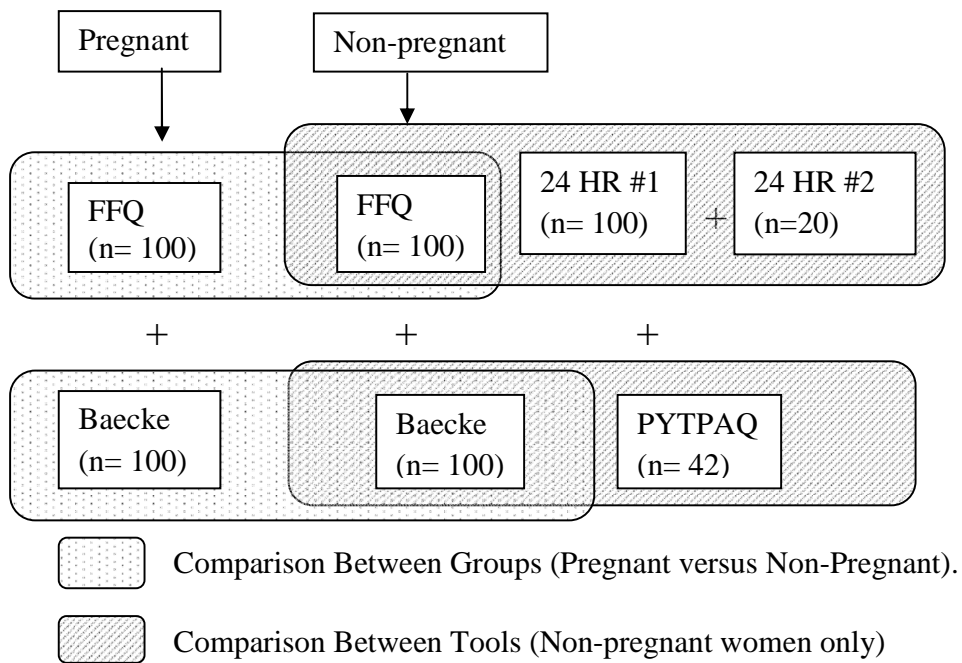 Pregnant
Non-pregnant
FFQ
(n= 100)
FFQ
(n= 100)
24 HR #1
(n= 100)
+
24 HR #2
(n=20)
+
+
+
Baecke
(n= 100)
Baecke
(n= 100)
PYTPAQ
(n= 42)
Comparison Between Groups (Pregnant versus Non-Pregnant).
Comparison Between Tools (Non-pregnant women only)